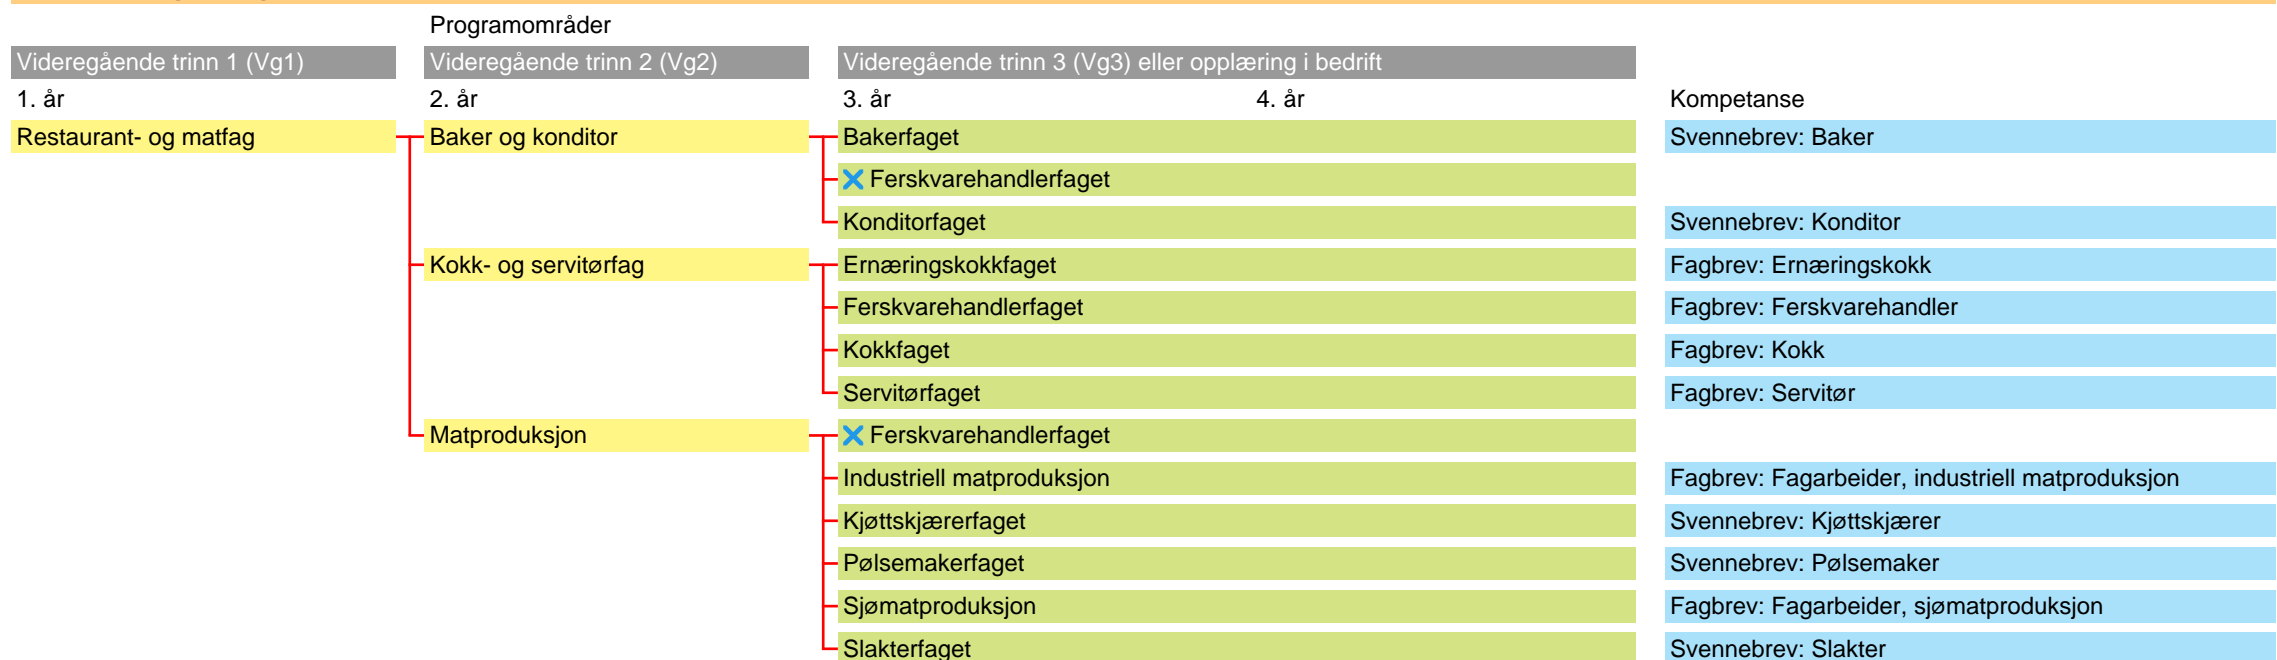 Programområder
Videregående trinn 1 (Vg1) Videregående trinn 2 (Vg2) Videregående trinn 3 (Vg3) eller opplæring i bedrift
1. år 2. år 3. år 4. år Kompetanse
Restaurant- og matfag Baker og konditor Bakerfaget Svennebrev: Baker
Ferskvarehandlerfaget
Konditorfaget Svennebrev: Konditor
Kokk- og servitørfag Ernæringskokkfaget Fagbrev: Ernæringskokk
Ferskvarehandlerfaget Fagbrev: Ferskvarehandler
Kokkfaget Fagbrev: Kokk
Servitørfaget Fagbrev: Servitør
Matproduksjon Ferskvarehandlerfaget
Industriell matproduksjon Fagbrev: Fagarbeider, industriell matproduksjon
Kjøttskjærerfaget Svennebrev: Kjøttskjærer
Pølsemakerfaget Svennebrev: Pølsemaker
Sjømatproduksjon Fagbrev: Fagarbeider, sjømatproduksjon
Slakterfaget Svennebrev: Slakter